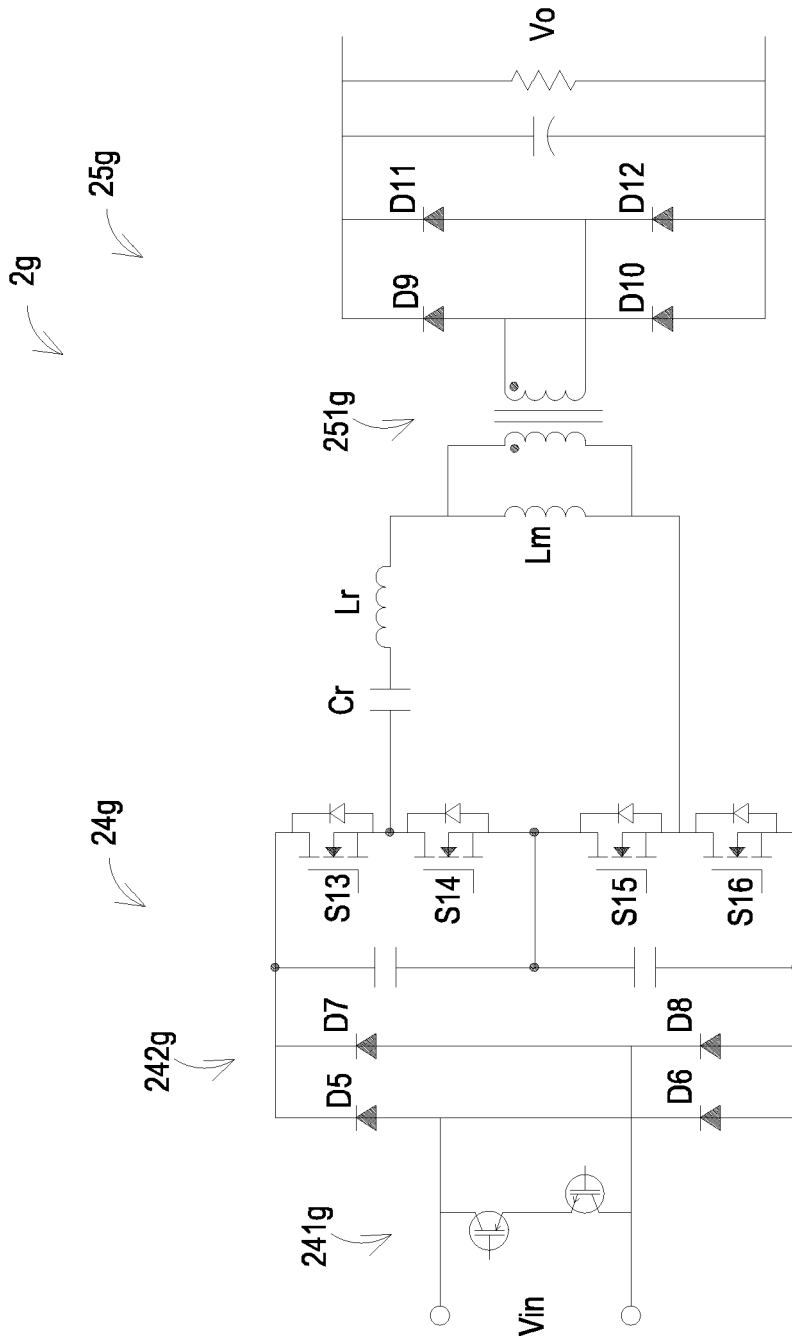 2g
24g
25g
241g
242g
251g
Vin
D5
D7
D6
D8
S13
S14
S15
S16
Cr
Lr
Lm
D9
D11
D10
D12
Vo